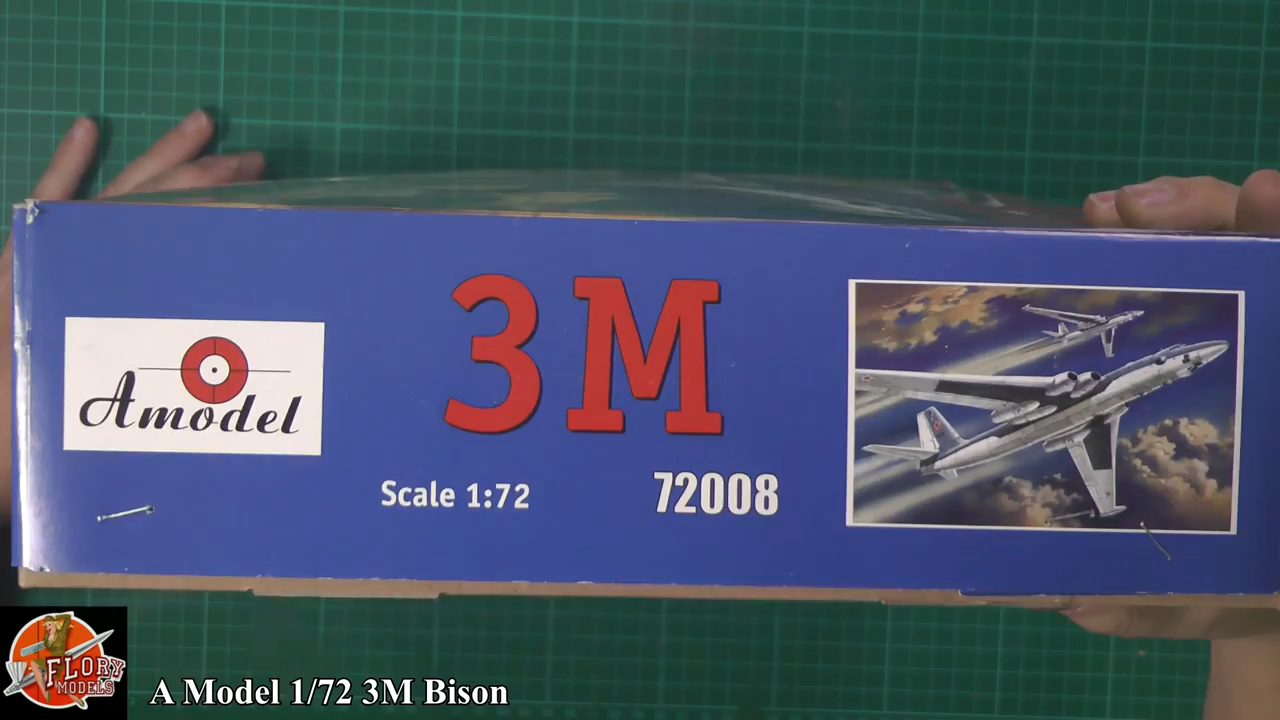 3M
Amodel
Scale 1:72
72008
FLORY
MODELS
A Model 1/72 3M Bison